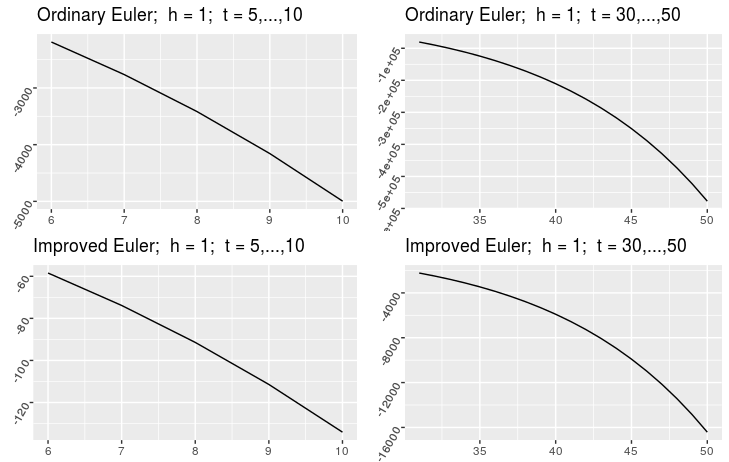 Ordinary Euler; h = 1; t = 5,...,10
-3000
-4000
-5000
6 7 8 9 10
Ordinary Euler; h = 1; t = 30,...,50
-1e+05
-2e+05
-3e+05
-4e+05
-5e+05
e+05
35 40 45 50
Improved Euler; h = 1; t = 5,...,10
-60
-80
-100
-120
6 7 8 9 10
Improved Euler; h = 1; t = 30,...,50
-4000
-8000
-12000
-16000
35 40 45 50